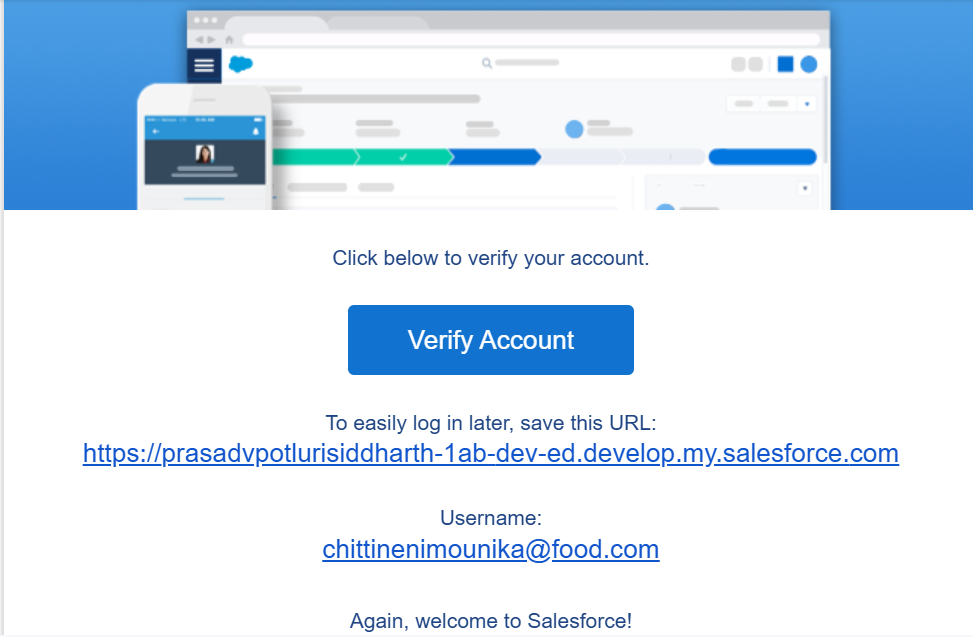 Click below to verify your account.
Verify Account
To easily log in later, save this URL:
https://prasadvpotlurisiddharth-1ab-dev-ed.develop.my.salesforce.com
Username:
chittinenimounika@food.com
Again, welcome to Salesforce!